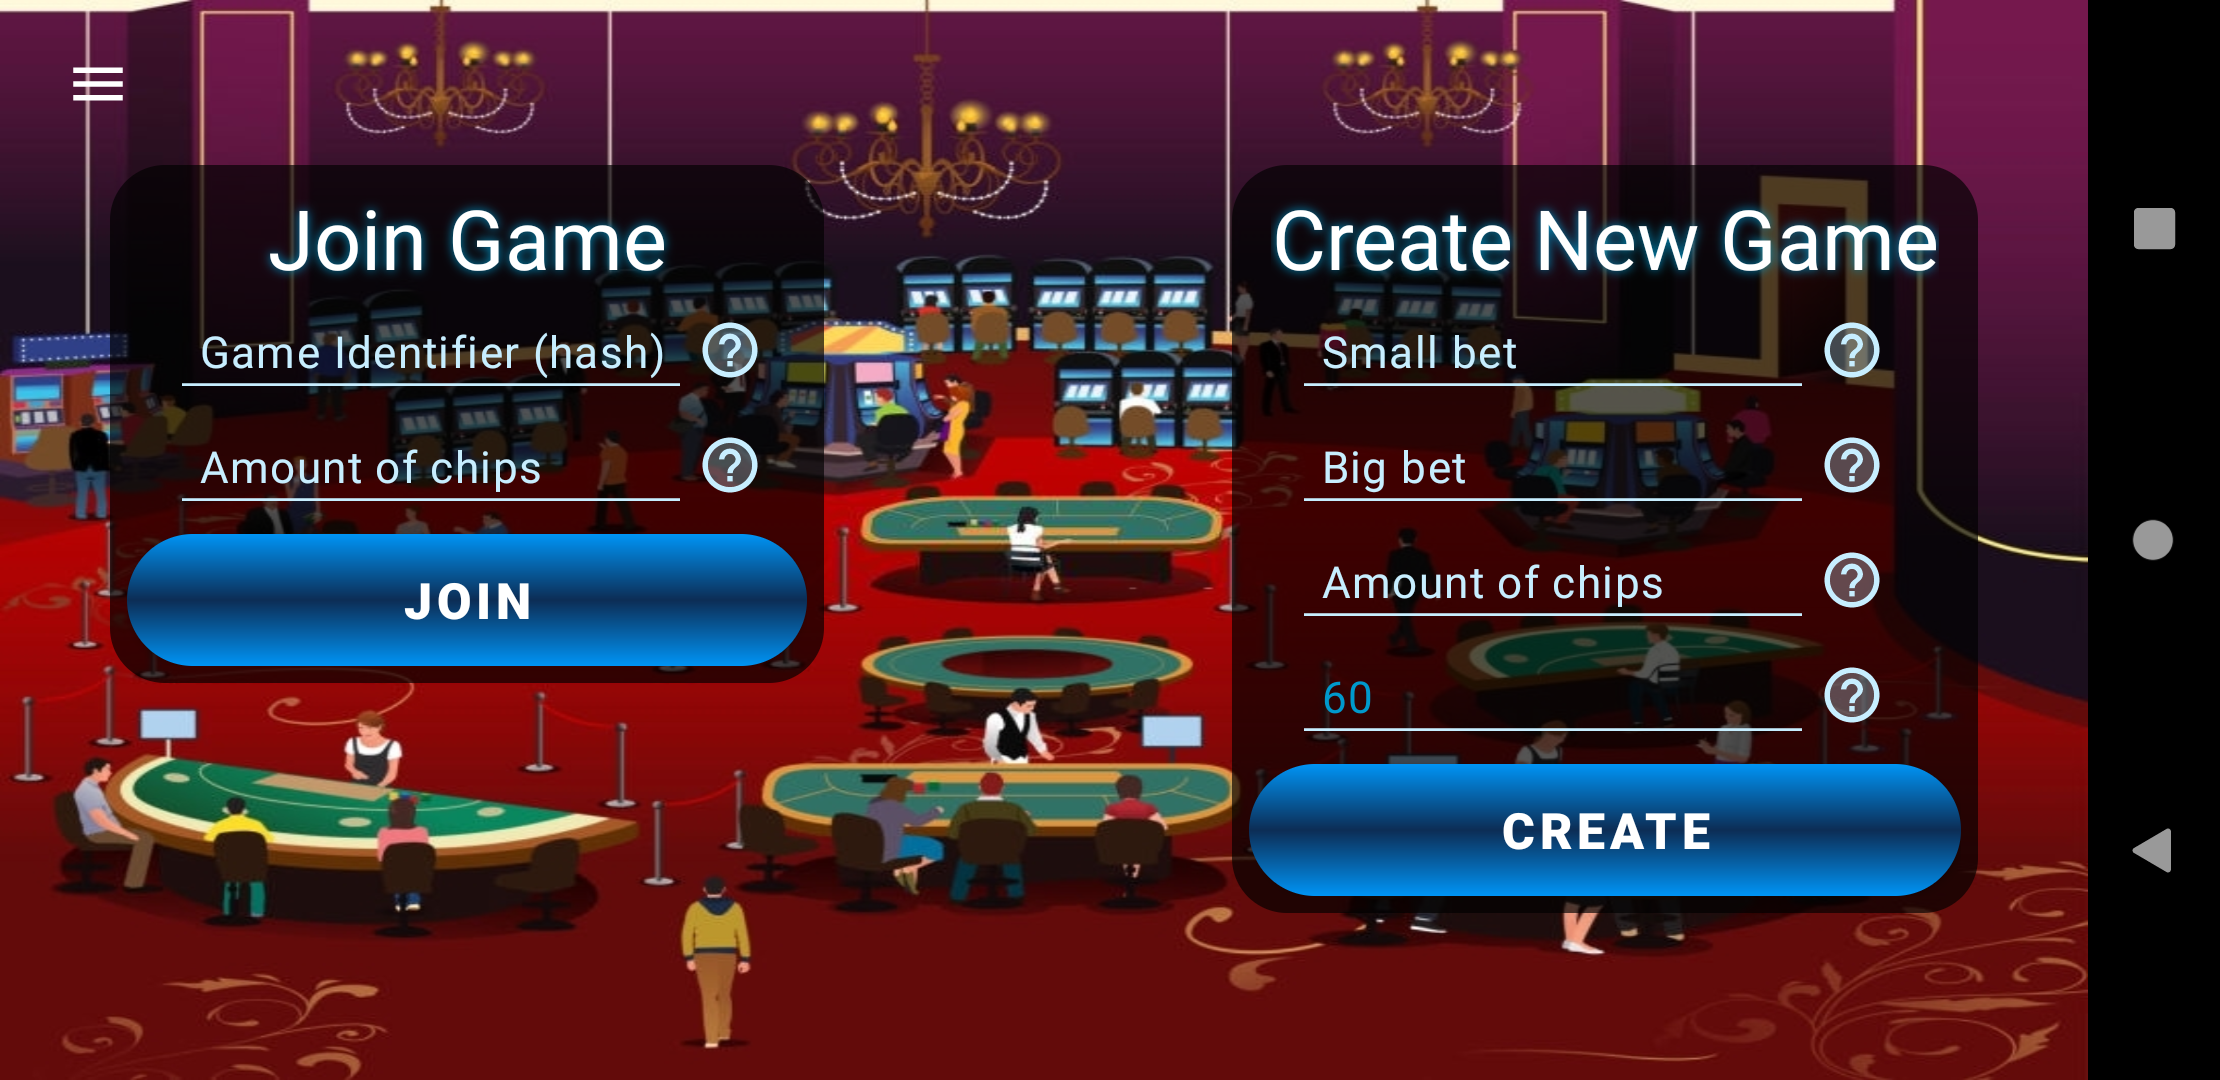 Join Game
Game Identifier (hash)
Amount of chips
JOIN
Create New Game
Small bet
Big bet
Amount of chips
60
CREATE